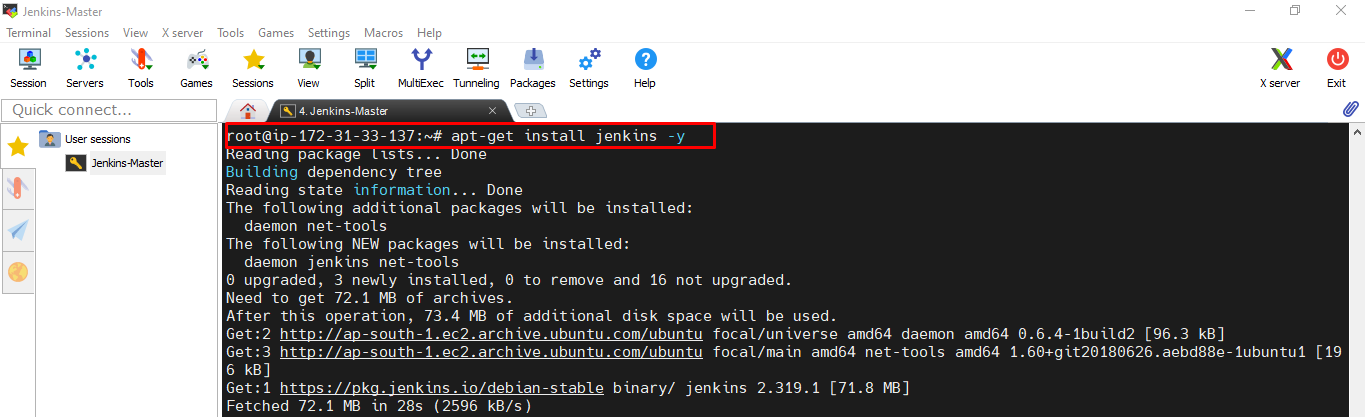 Jenkins-Master
Terminal Sessions View X server Tools Games Settings Macros Help
Session Servers Tools Games Sessions View Split MultiExec Tunneling Packages Settings Help X server Exit
Quick connect...
4. Jenkins-Master
User sessions
Jenkins-Master
root@ip-172-31-33-137:~# apt-get install jenkins -y
Reading package lists... Done
Building dependency tree
Reading state information... Done
The following additional packages will be installed:
daemon net-tools
The following NEW packages will be installed:
daemon jenkins net-tools
0 upgraded, 3 newly installed, 0 to remove and 16 not upgraded.
Need to get 72.1 MB of archives.
After this operation, 73.4 MB of additional disk space will be used.
Get:2 http://ap-south-1.ec2.archive.ubuntu.com/ubuntu focal/universe amd64 daemon amd64 0.6.4-1build2 [96.3 kB]
Get:3 http://ap-south-1.ec2.archive.ubuntu.com/ubuntu focal/main amd64 net-tools amd64 1.60+git20180626.aebd88e-1ubuntu1 [19
6 kB]
Get:1 https://pkg.jenkins.io/debian-stable binary/ jenkins 2.319.1 [71.8 MB]
Fetched 72.1 MB in 28s (2596 kB/s)